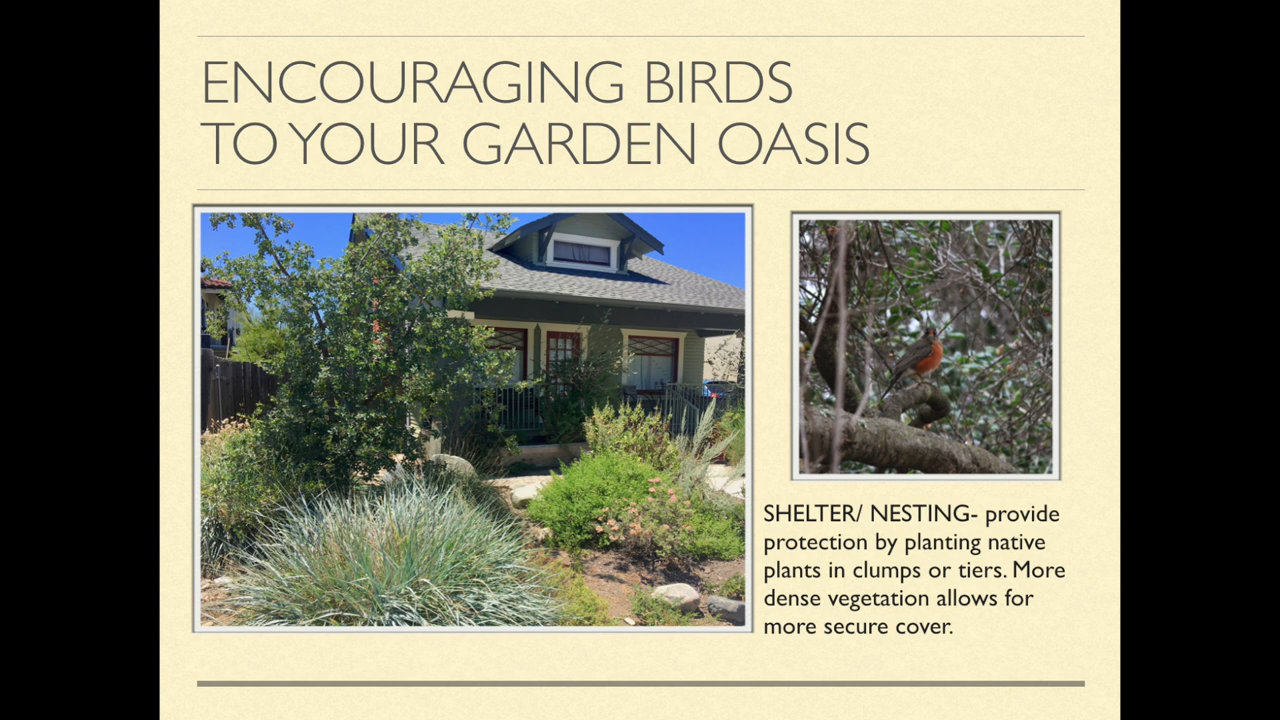 ENCOURAGING BIRDS
TO YOUR GARDEN OASIS
SHELTER/ NESTING- provide
protection by planting native
plants in clumps or tiers. More
dense vegetation allows for
more secure cover.